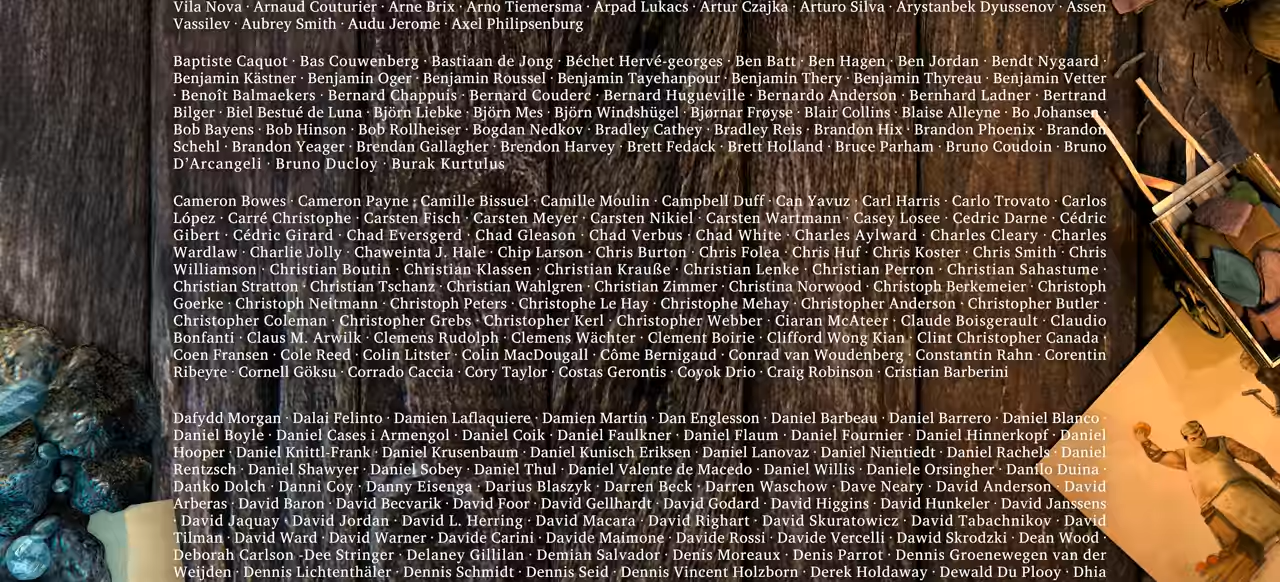 Vila Nova · Arnaud Couturier · Arne Brix · Arno Tiemersma · Arpad Lukacs · Artur Czajka · Arturo Silva · Arystanbek Dyussenov · Assen
Vassilev · Aubrey Smith · Audu Jerome · Axel Philipsenburg
Baptiste Caquot · Bas Couwenberg · Bastiaan de Jong · Béchet Hervé-georges · Ben Batt · Ben Hagen · Ben Jordan · Bendt Nygaard ·
Benjamin Kästner · Benjamin Oger · Benjamin Roussel · Benjamin Tayehanpour · Benjamin Thery · Benjamin Thyreau · Benjamin Vetter
· Benoît Balmaekers · Bernard Chappuis · Bernard Couderc · Bernard Hugueville · Bernardo Anderson · Bernhard Ladner · Bertrand
Bilger · Biel Bestué de Luna · Björn Liebke · Björn Mes · Björn Windshügel · Bjørnar Frøyse · Blair Collins · Blaise Alleyne · Bo Johansen ·
Bob Bayens · Bob Hinson · Bob Rollheiser · Bogdan Nedkov · Bradley Cathey · Bradley Reis · Brandon Hix · Brandon Phoenix · Brandon
Schehl · Brandon Yeager · Brendan Gallagher · Brendon Harvey · Brett Fedack · Brett Holland · Bruce Parham · Bruno Coudoin · Bruno
D'Arcangeli · Bruno Ducloy · Burak Kurtulus
Cameron Bowes · Cameron Payne · Camille Bissuel · Camille Moulin · Campbell Duff · Can Yavuz · Carl Harris · Carlo Trovato · Carlos
López · Carré Christophe · Carsten Fisch · Carsten Meyer · Carsten Nikiel · Carsten Wartmann · Casey Losee · Cedric Darne · Cédric
Gibert · Cédric Girard · Chad Eversgerd · Chad Gleason · Chad Verbus · Chad White · Charles Aylward · Charles Cleary · Charles
Wardlaw · Charlie Jolly · Chaweinta J. Hale · Chip Larson · Chris Burton · Chris Folea · Chris Huf · Chris Koster · Chris Smith · Chris
Williamson · Christian Boutin · Christian Klassen · Christian Krauße · Christian Lenke · Christian Perron · Christian Sahastume ·
Christian Stratton · Christian Tschanz · Christian Wahlgren · Christian Zimmer · Christina Norwood · Christoph Berkemeier · Christoph
Goerke · Christoph Neitmann · Christoph Peters · Christophe Le Hay · Christophe Mehay · Christopher Anderson · Christopher Butler ·
Christopher Coleman · Christopher Grebs · Christopher Kerl · Christopher Webber · Ciaran McAteer · Claude Boisgerault · Claudio
Bonfanti · Claus M. Arwilk · Clemens Rudolph · Clemens Wächter · Clement Boirie · Clifford Wong Kian · Clint Christopher Canada ·
Coen Fransen · Cole Reed · Colin Litster · Colin MacDougall · Côme Bernigaud · Conrad van Woudenberg · Constantin Rahn · Corentin
Ribeyre · Cornell Göksu · Corrado Caccia · Cory Taylor · Costas Gerontis · Coyok Drio · Craig Robinson · Cristian Barberini
Dafydd Morgan · Dalai Felinto · Damien Laflaquiere · Damien Martin · Dan Englesson · Daniel Barbeau · Daniel Barrero · Daniel Blanco ·
Daniel Boyle · Daniel Cases i Armengol · Daniel Coik · Daniel Faulkner · Daniel Flaum · Daniel Fournier · Daniel Hinnerkopf · Daniel
Hooper · Daniel Knittl-Frank · Daniel Krusenbaum · Daniel Kunisch Eriksen · Daniel Lanovaz · Daniel Nientiedt · Daniel Rachels · Daniel
Rentzsch · Daniel Shawyer · Daniel Sobey · Daniel Thul · Daniel Valente de Macedo · Daniel Willis · Daniele Orsingher · Danilo Duina ·
Danko Dolch · Danni Coy · Danny Eisenga · Darius Blaszyk · Darren Beck · Darren Waschow · Dave Neary · David Anderson · David
Arberas · David Baron · David Becvarik · David Foor · David Gellhardt · David Godard · David Higgins · David Hunkeler · David Janssens
· David Jaquay · David Jordan · David L. Herring · David Macara · David Righart · David Skuratowicz · David Tabachnikov · David
Tilman · David Ward · David Warner · Davide Carini · Davide Maimone · Davide Rossi · Davide Vercelli · Dawid Skrodzki · Dean Wood ·
Deborah Carlson -Dee Stringer · Delaney Gillilan · Demian Salvador · Denis Moreaux · Denis Parrot · Dennis Groenewegen van der
Weijden · Dennis Lichtenthäler · Dennis Schmidt · Dennis Seid · Dennis Vincent Holzborn · Derek Holdaway · Dewald Du Plooy · Dhia